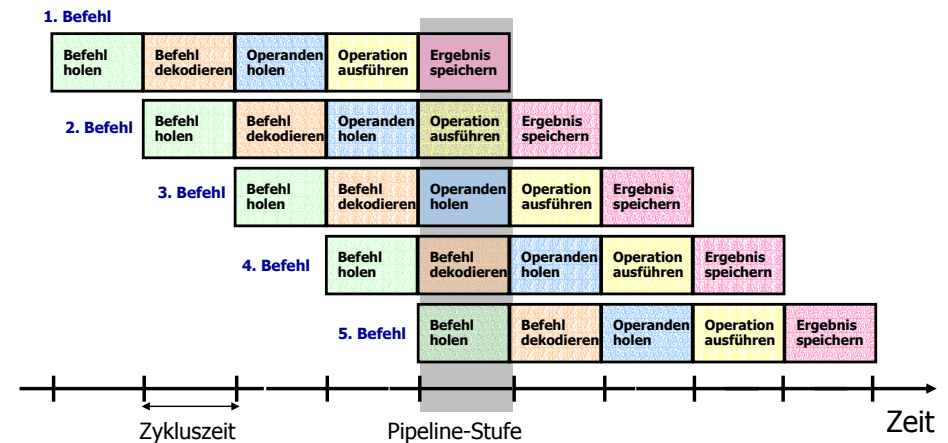 1. Befehl
Befehl
holen
Befehl
dekodieren
Operanden
holen
Operation
ausführen
Ergebnis
speichern
2. Befehl
Befehl
holen
Befehl
dekodieren
Operanden
holen
Operation
ausführen
Ergebnis
speichern
3. Befehl
Befehl
holen
Befehl
dekodieren
Operanden
holen
Operation
ausführen
Ergebnis
speichern
4. Befehl
Befehl
holen
Befehl
dekodieren
Operanden
holen
Operation
ausführen
Ergebnis
speichern
5. Befehl
Befehl
holen
Befehl
dekodieren
Operanden
holen
Operation
ausführen
Ergebnis
speichern
Zykluszeit
Pipeline-Stufe
Zeit